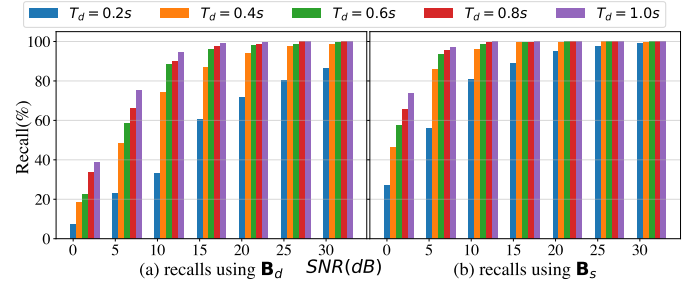 T_d = 0.2s T_d = 0.4s T_d = 0.6s T_d = 0.8s T_d = 1.0s
Recall(%)
100
80
60
40
20
0
0 5 10 15 20 25 30 0 5 10 15 20 25 30
(a) recalls using B_d SNR(dB) (b) recalls using B_s